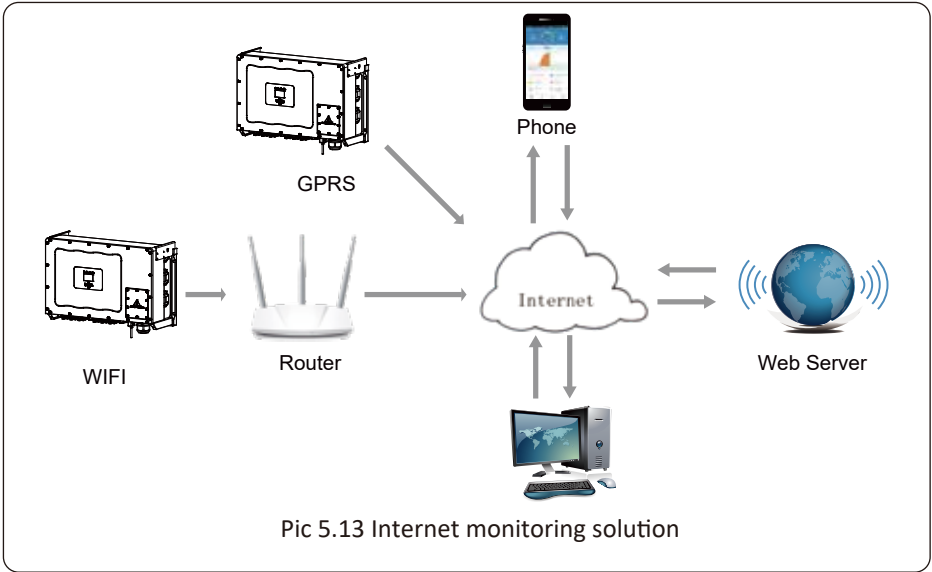 Phone
GPRS
Internet
WIFI
Router
Web Server
Pic 5.13 Internet monitoring solution